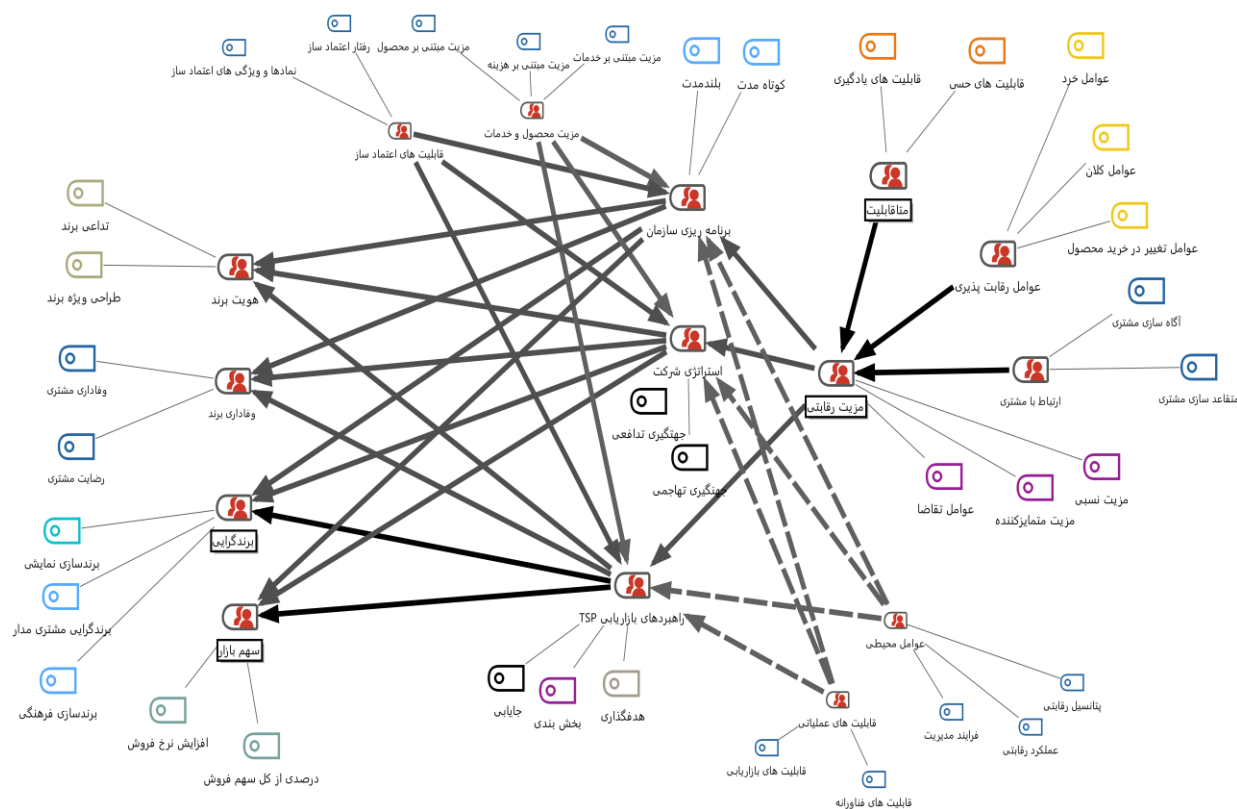 رفتار اعتماد ساز
مزیت مبتنی بر محصول
نمادها و ویژگی های اعتماد ساز
مزیت مبتنی بر هزینه
مزیت مبتنی بر خدمات
بلندمدت
کوتاه مدت
قابلیت های یادگیری
قابلیت های حسی
عوامل خرد
مزیت محصول و خدمات
قابلیت های اعتماد ساز
عوامل کلان
متاقابلیت
تداعی برند
برنامه ریزی سازمان
عوامل تغییر در خرید محصول
طراحی ویژه برند
هویت برند
عوامل رقابت پذیری
آگاه سازی مشتری
استراتژی شرکت
وفاداری مشتری
وفاداری برند
مزیت رقابتی
ارتباط با مشتری
متقاعد سازی مشتری
جهتگیری تدافعی
رضایت مشتری
جهتگیری تهاجمی
عوامل تقاضا
مزیت متمایزکننده
مزیت نسبی
برندگرایی
برندسازی نمایشی
راهبردهای بازاریابی TSP
برندگرایی مشتری مدار
سهم بازار
عوامل محیطی
برندسازی فرهنگی
جایابی
بخش بندی
هدفگذاری
پتانسیل رقابتی
قابلیت های عملیاتی
فرایند مدیریت
عملکرد رقابتی
افزایش نرخ فروش
درصدی از کل سهم فروش
قابلیت های بازاریابی
قابلیت های فناورانه